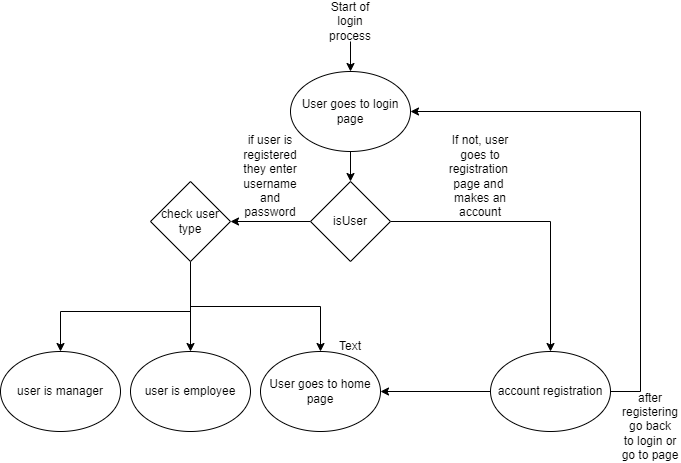 Start of
login
process
User goes to login
page
if user is
registered
they enter
username
and
password
If not, user
goes to
registration
page and
makes an
account
check user
type
isUser
Text
user is manager
user is employee
User goes to home
page
account registration
after
registering
go back
to login or
go to page